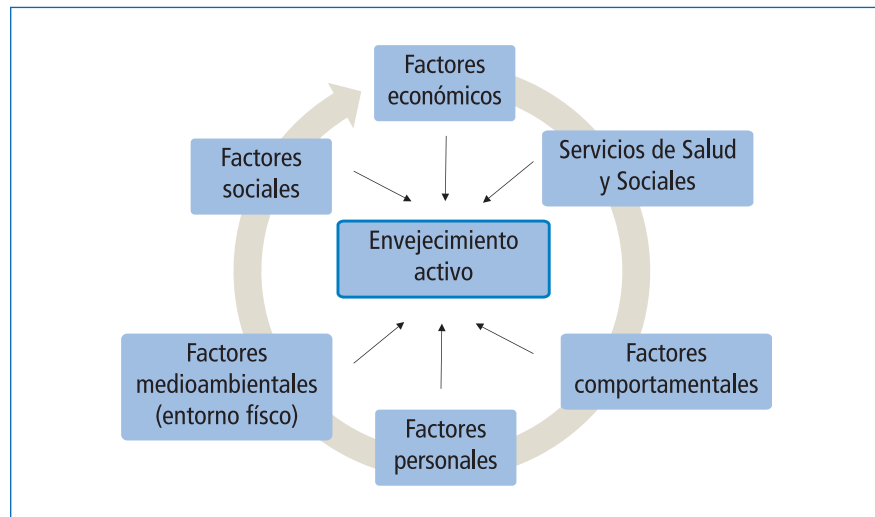 Factores
económicos
Servicios de Salud
y Sociales
Factores
sociales
Envejecimiento
activo
Factores
medioambientales
(entorno físco)
Factores
comportamentales
Factores
personales